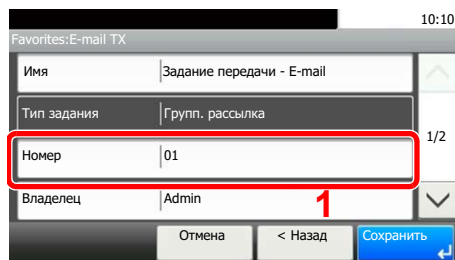 10:10
Favorites:E-mail TX
Имя Задание передачи - E-mail
Тип задания Групп. рассылка
1/2
Номер 01
Владелец Admin
1
Отмена < Назад Сохранить